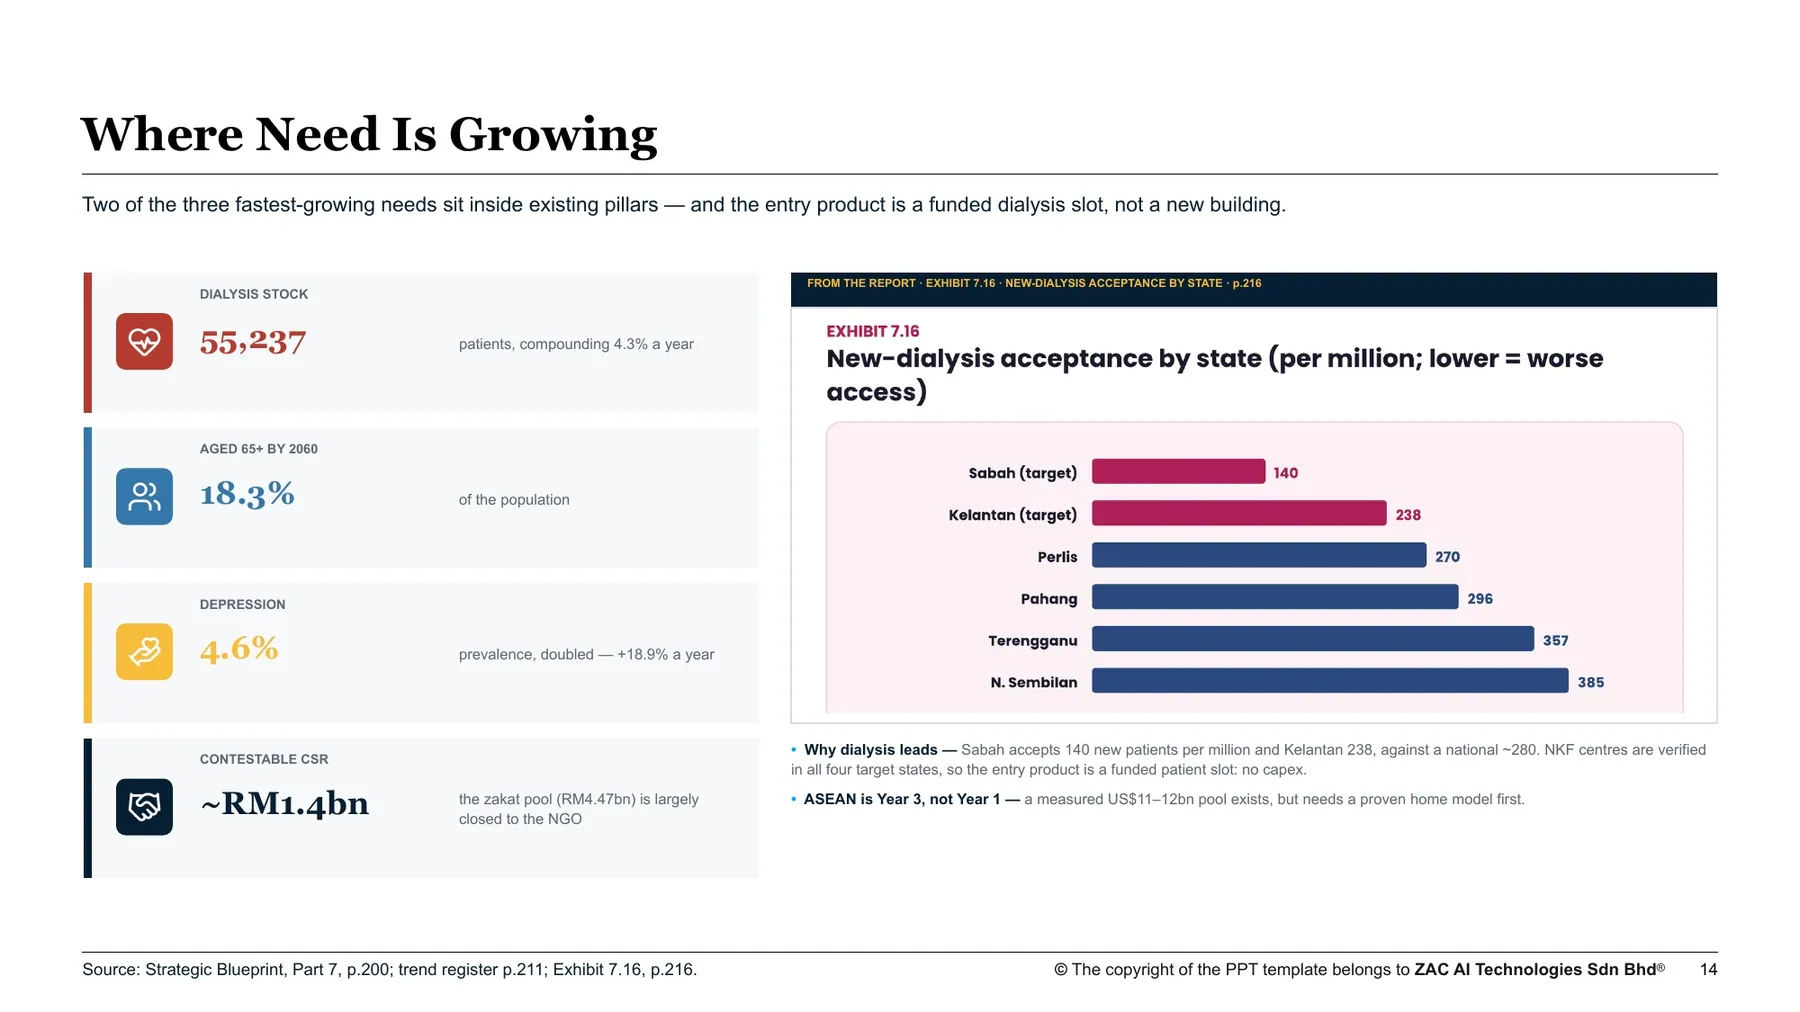 Where Need Is Growing
Two of the three fastest-growing needs sit inside existing pillars — and the entry product is a funded dialysis slot, not a new building.
DIALYSIS STOCK
55,237
patients, compounding 4.3% a year
AGED 65+ BY 2060
18.3%
of the population
DEPRESSION
4.6%
prevalence, doubled — +18.9% a year
CONTESTABLE CSR
~RM1.4bn
the zakat pool (RM4.47bn) is largely
closed to the NGO
FROM THE REPORT · EXHIBIT 7.16 · NEW-DIALYSIS ACCEPTANCE BY STATE · p.216
EXHIBIT 7.16
New-dialysis acceptance by state (per million; lower = worse
access)
Sabah (target) 140
Kelantan (target) 238
Perlis 270
Pahang 296
Terengganu 357
N. Sembilan 385
• Why dialysis leads — Sabah accepts 140 new patients per million and Kelantan 238, against a national ~280. NKF centres are verified
in all four target states, so the entry product is a funded patient slot: no capex.
• ASEAN is Year 3, not Year 1 — a measured US$11–12bn pool exists, but needs a proven home model first.
Source: Strategic Blueprint, Part 7, p.200; trend register p.211; Exhibit 7.16, p.216.
© The copyright of the PPT template belongs to ZAC AI Technologies Sdn Bhd® 14